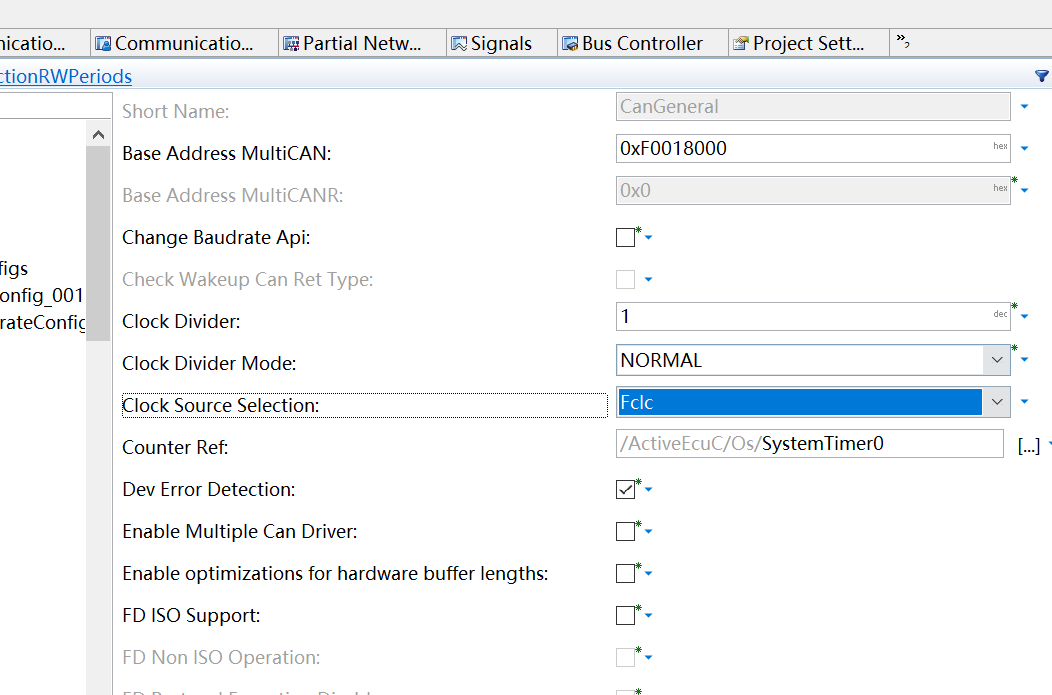 nicatio... Communicatio... Partial Netw... Signals Bus Controller Project Sett... »2
ctionRWPeriods
Short Name: CanGeneral
Base Address MultiCAN: 0xF0018000 hex
Base Address MultiCANR: 0x0 hex
Change Baudrate Api:
figs
Check Wakeup Can Ret Type:
onfig_001
Clock Divider: 1 dec
rateConfig
Clock Divider Mode: NORMAL
Clock Source Selection: Fclc
Counter Ref: /ActiveEcuC/Os/SystemTimer0 [...]
Dev Error Detection:
Enable Multiple Can Driver:
Enable optimizations for hardware buffer lengths:
FD ISO Support:
FD Non ISO Operation: